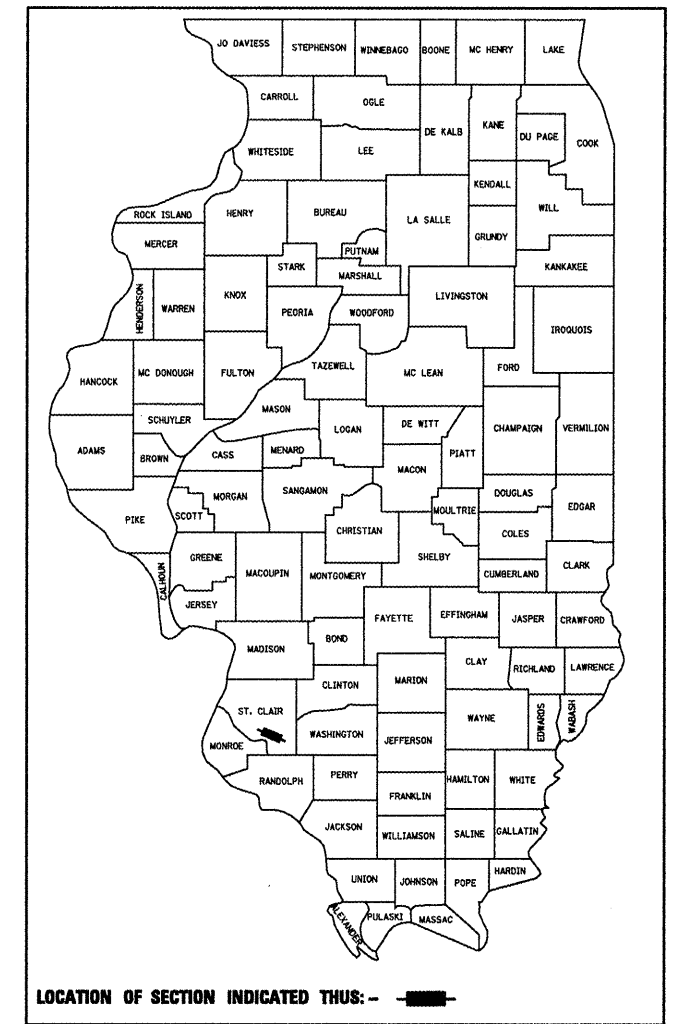 JO DAVIESS
STEPHENSON
WINNEBAGO
BOONE
MC HENRY
LAKE
CARROLL
OGLE
DE KALB
KANE
DU PAGE
COOK
WHITESIDE
LEE
KENDALL
WILL
ROCK ISLAND
HENRY
BUREAU
LA SALLE
GRUNDY
MERCER
PUTNAM
STARK
MARSHALL
KANKAKEE
HENDERSON
WARREN
KNOX
PEORIA
WOODFORD
LIVINGSTON
IROQUOIS
HANCOCK
MC DONOUGH
FULTON
TAZEWELL
MC LEAN
FORD
MASON
SCHUYLER
LOGAN
DE WITT
CHAMPAIGN
VERMILION
ADAMS
BROWN
CASS
MENARD
PIATT
MACON
MORGAN
SANGAMON
DOUGLAS
EDGAR
PIKE
SCOTT
MOULTRIE
CHRISTIAN
COLES
GREENE
MACOUPIN
MONTGOMERY
SHELBY
CUMBERLAND
CLARK
CALHOUN
JERSEY
FAYETTE
EFFINGHAM
JASPER
CRAWFORD
MADISON
BOND
CLAY
RICHLAND
LAWRENCE
CLINTON
MARION
ST. CLAIR
WAYNE
EDWARDS
WABASH
MONROE
WASHINGTON
JEFFERSON
RANDOLPH
PERRY
HAMILTON
WHITE
FRANKLIN
JACKSON
WILLIAMSON
SALINE
GALLATIN
UNION
JOHNSON
POPE
HARDIN
ALEXANDER
PULASKI
MASSAC
LOCATION OF SECTION INDICATED THUS:-